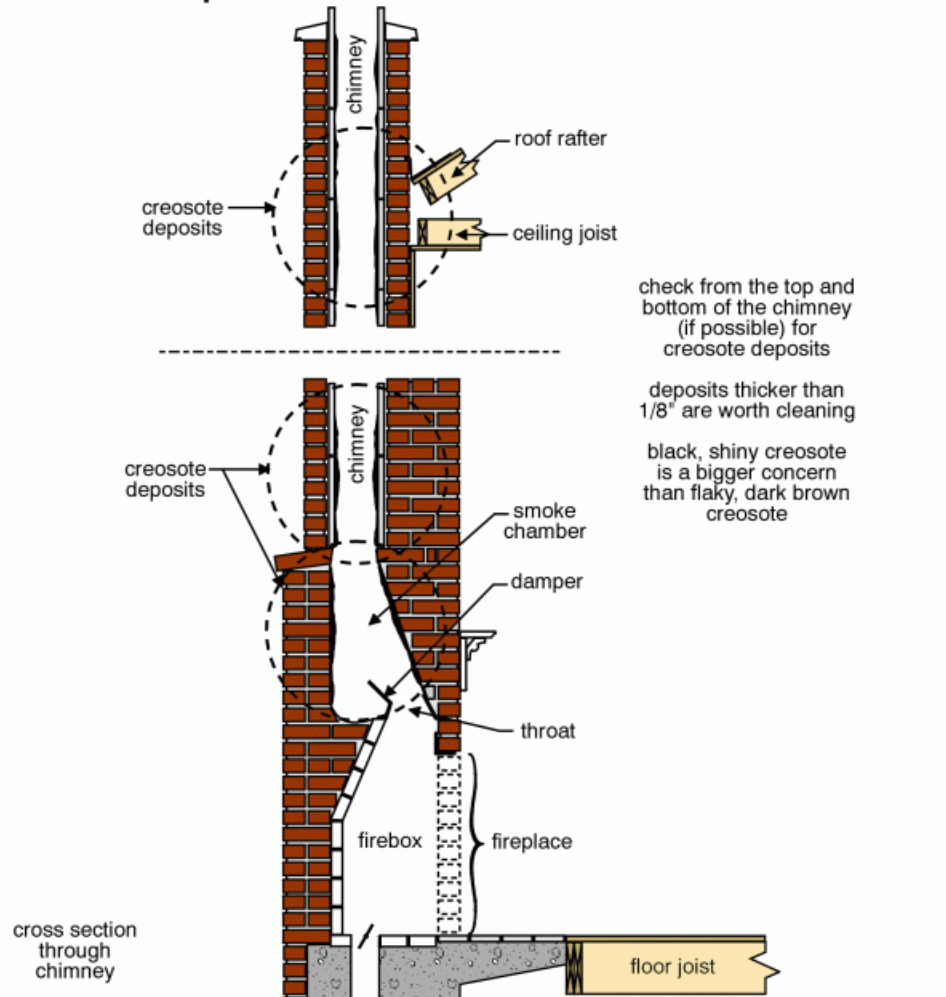 chimney
roof rafter
creosote
deposits
ceiling joist
check from the top and
bottom of the chimney
(if possible) for
creosote deposits
deposits thicker than
1/8" are worth cleaning
black, shiny creosote
is a bigger concern
than flaky, dark brown
creosote
chimney
creosote
deposits
smoke
chamber
damper
throat
firebox
fireplace
cross section
through
chimney
floor joist